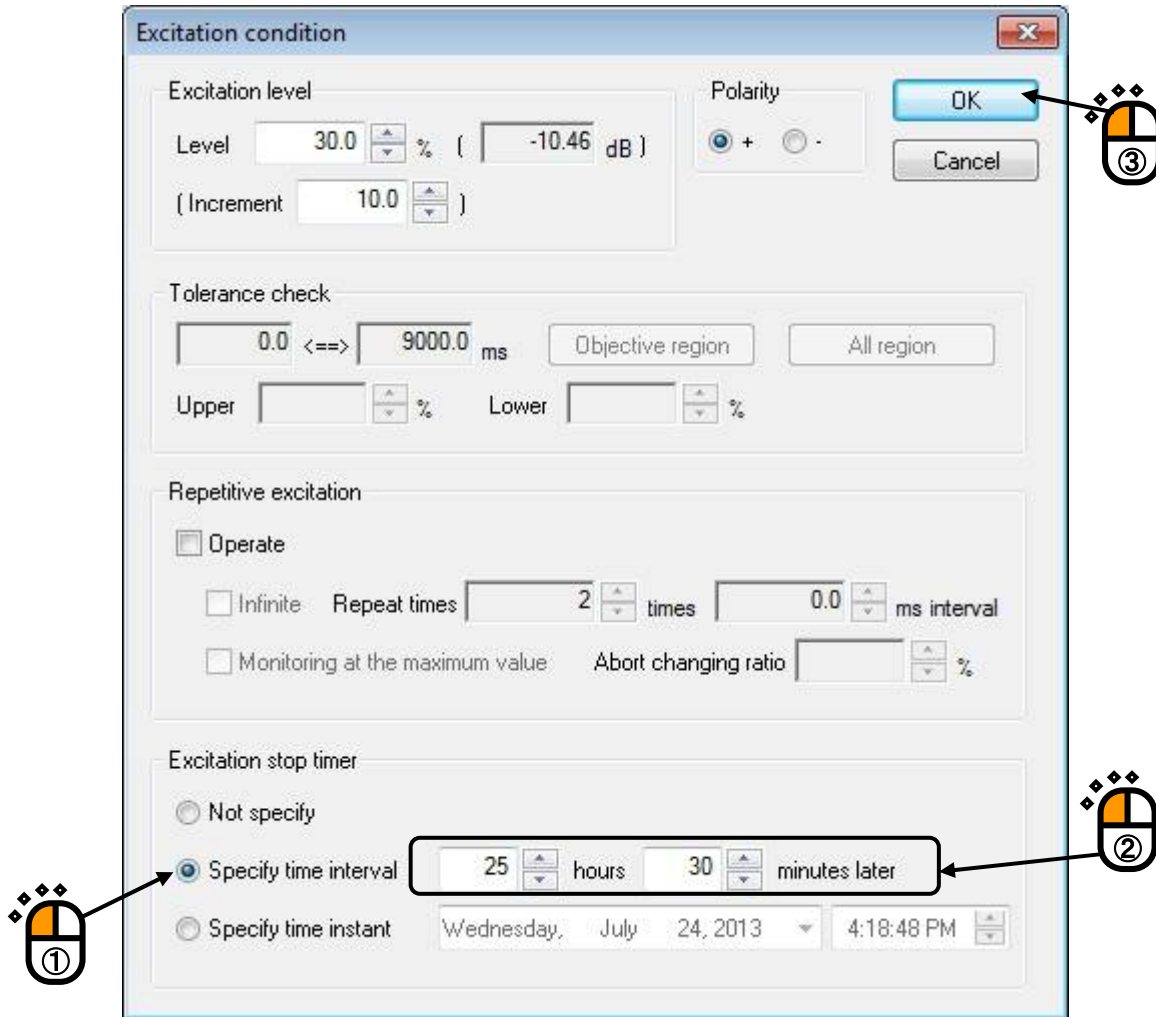 Excitation condition
Excitation level
Level 30.0 % ( -10.46 dB )
( Increment 10.0 )
Polarity
+ -
OK
Cancel
③
Tolerance check
0.0 <==> 9000.0 ms Objective region All region
Upper % Lower %
Repetitive excitation
Operate
Infinite Repeat times 2 times 0.0 ms interval
Monitoring at the maximum value Abort changing ratio %
Excitation stop timer
Not specify
②
Specify time interval 25 hours 30 minutes later
①
Specify time instant Wednesday, July 24, 2013 4:18:48 PM